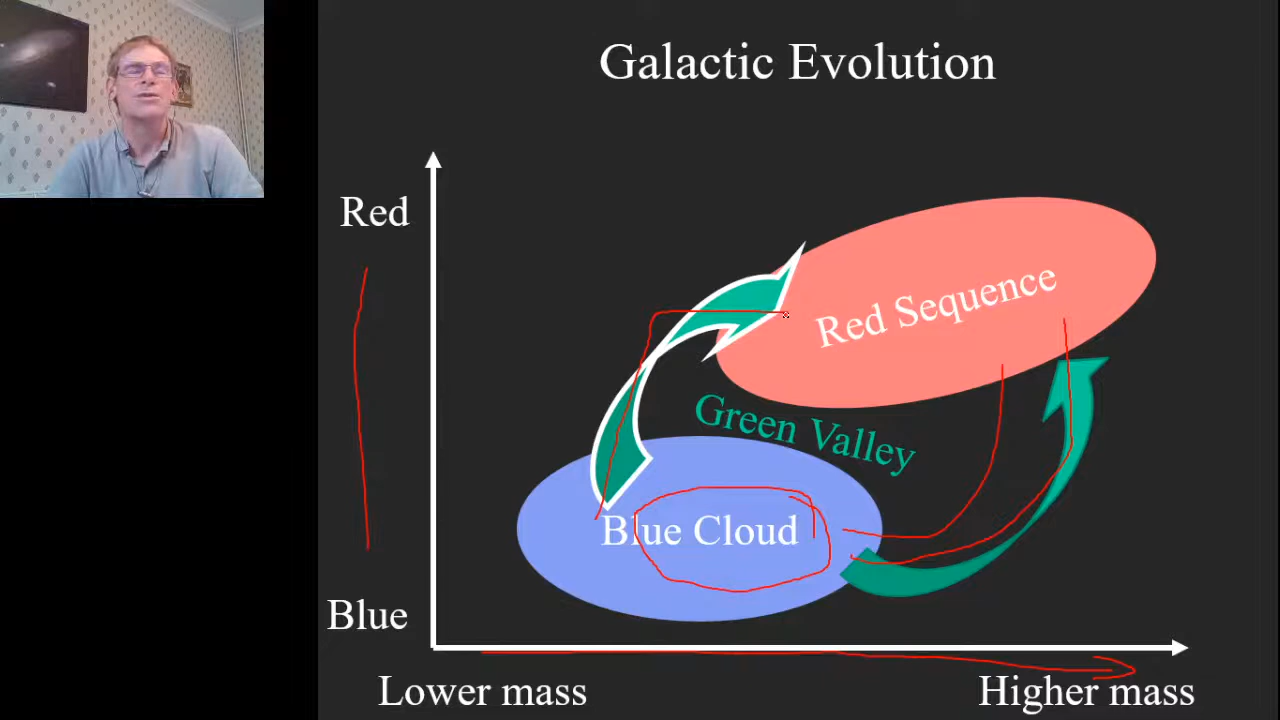 Galactic Evolution
Red
Red Sequence
Green Valley
Blue Cloud
Blue
Lower mass
Higher mass